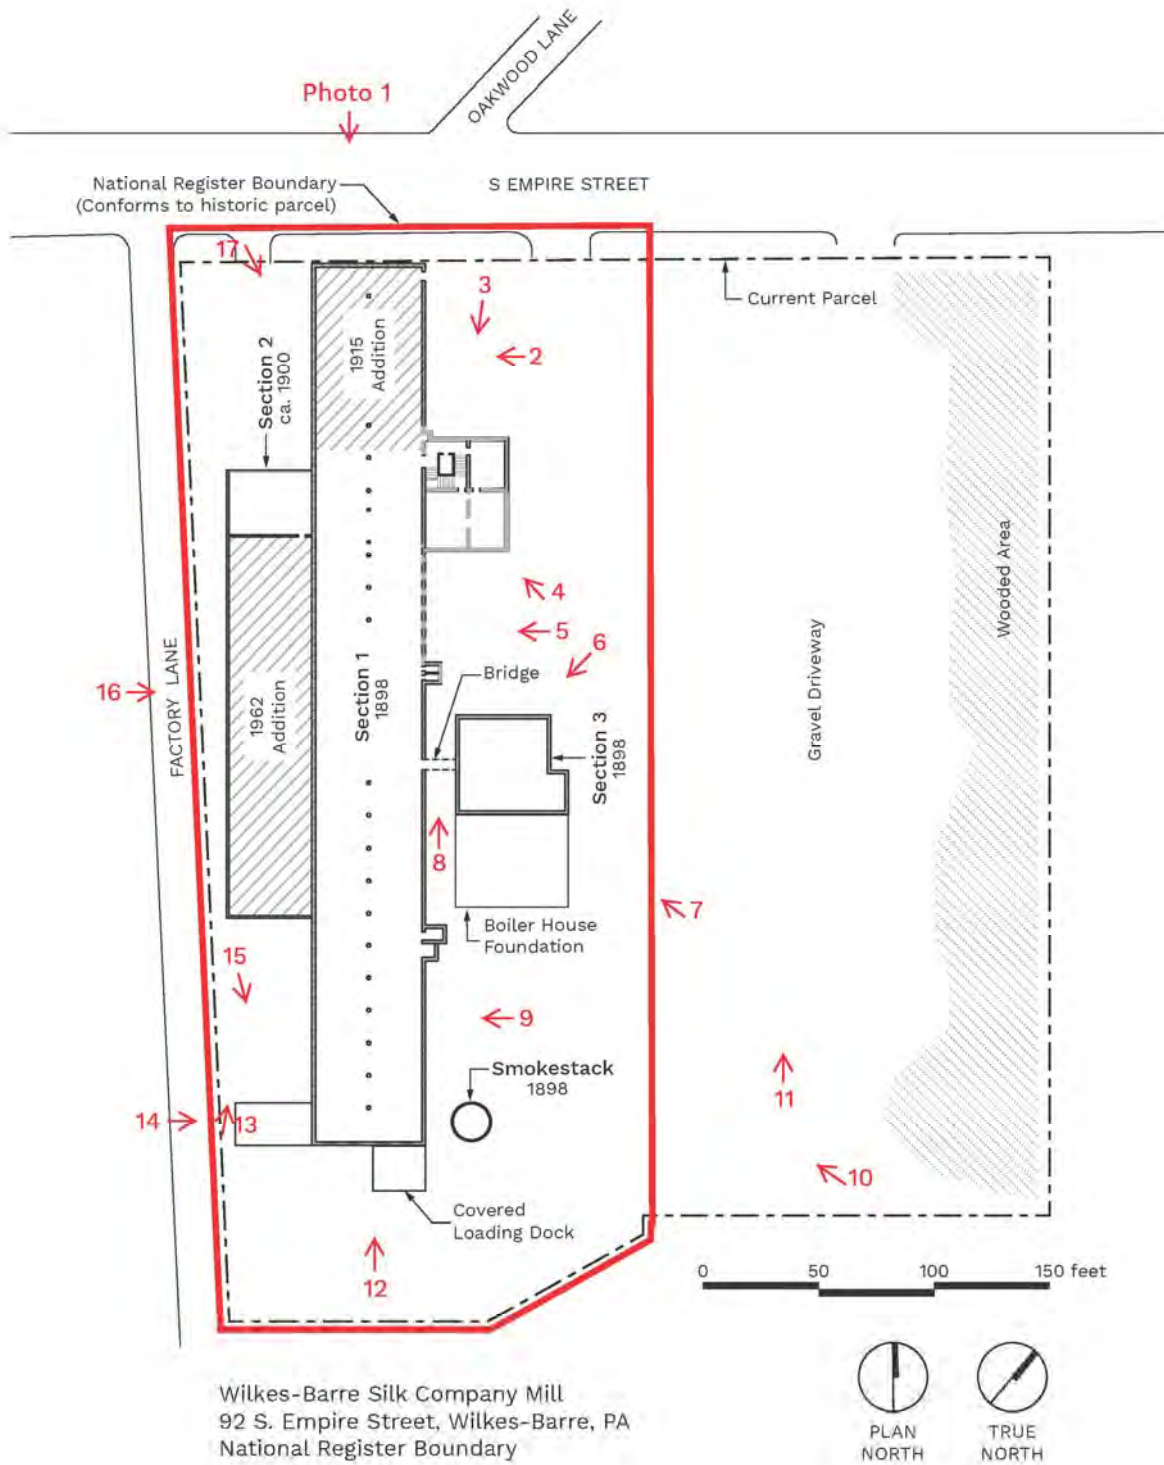 OAKWOOD LANE
Photo 1
National Register Boundary
(Conforms to historic parcel)
S EMPIRE STREET
17
3
Current Parcel
2
1915
Addition
Section 2
ca. 1900
Wooded Area
4
5
6
Gravel Driveway
FACTORY LANE
Section 1
1898
Bridge
16
1962
Addition
Section 3
1898
8
7
Boiler House
Foundation
15
9
Smokestack
1898
11
14
13
10
Covered
Loading Dock
12
0 50 100 150 feet
Wilkes-Barre Silk Company Mill
92 S. Empire Street, Wilkes-Barre, PA
National Register Boundary
PLAN
NORTH
TRUE
NORTH